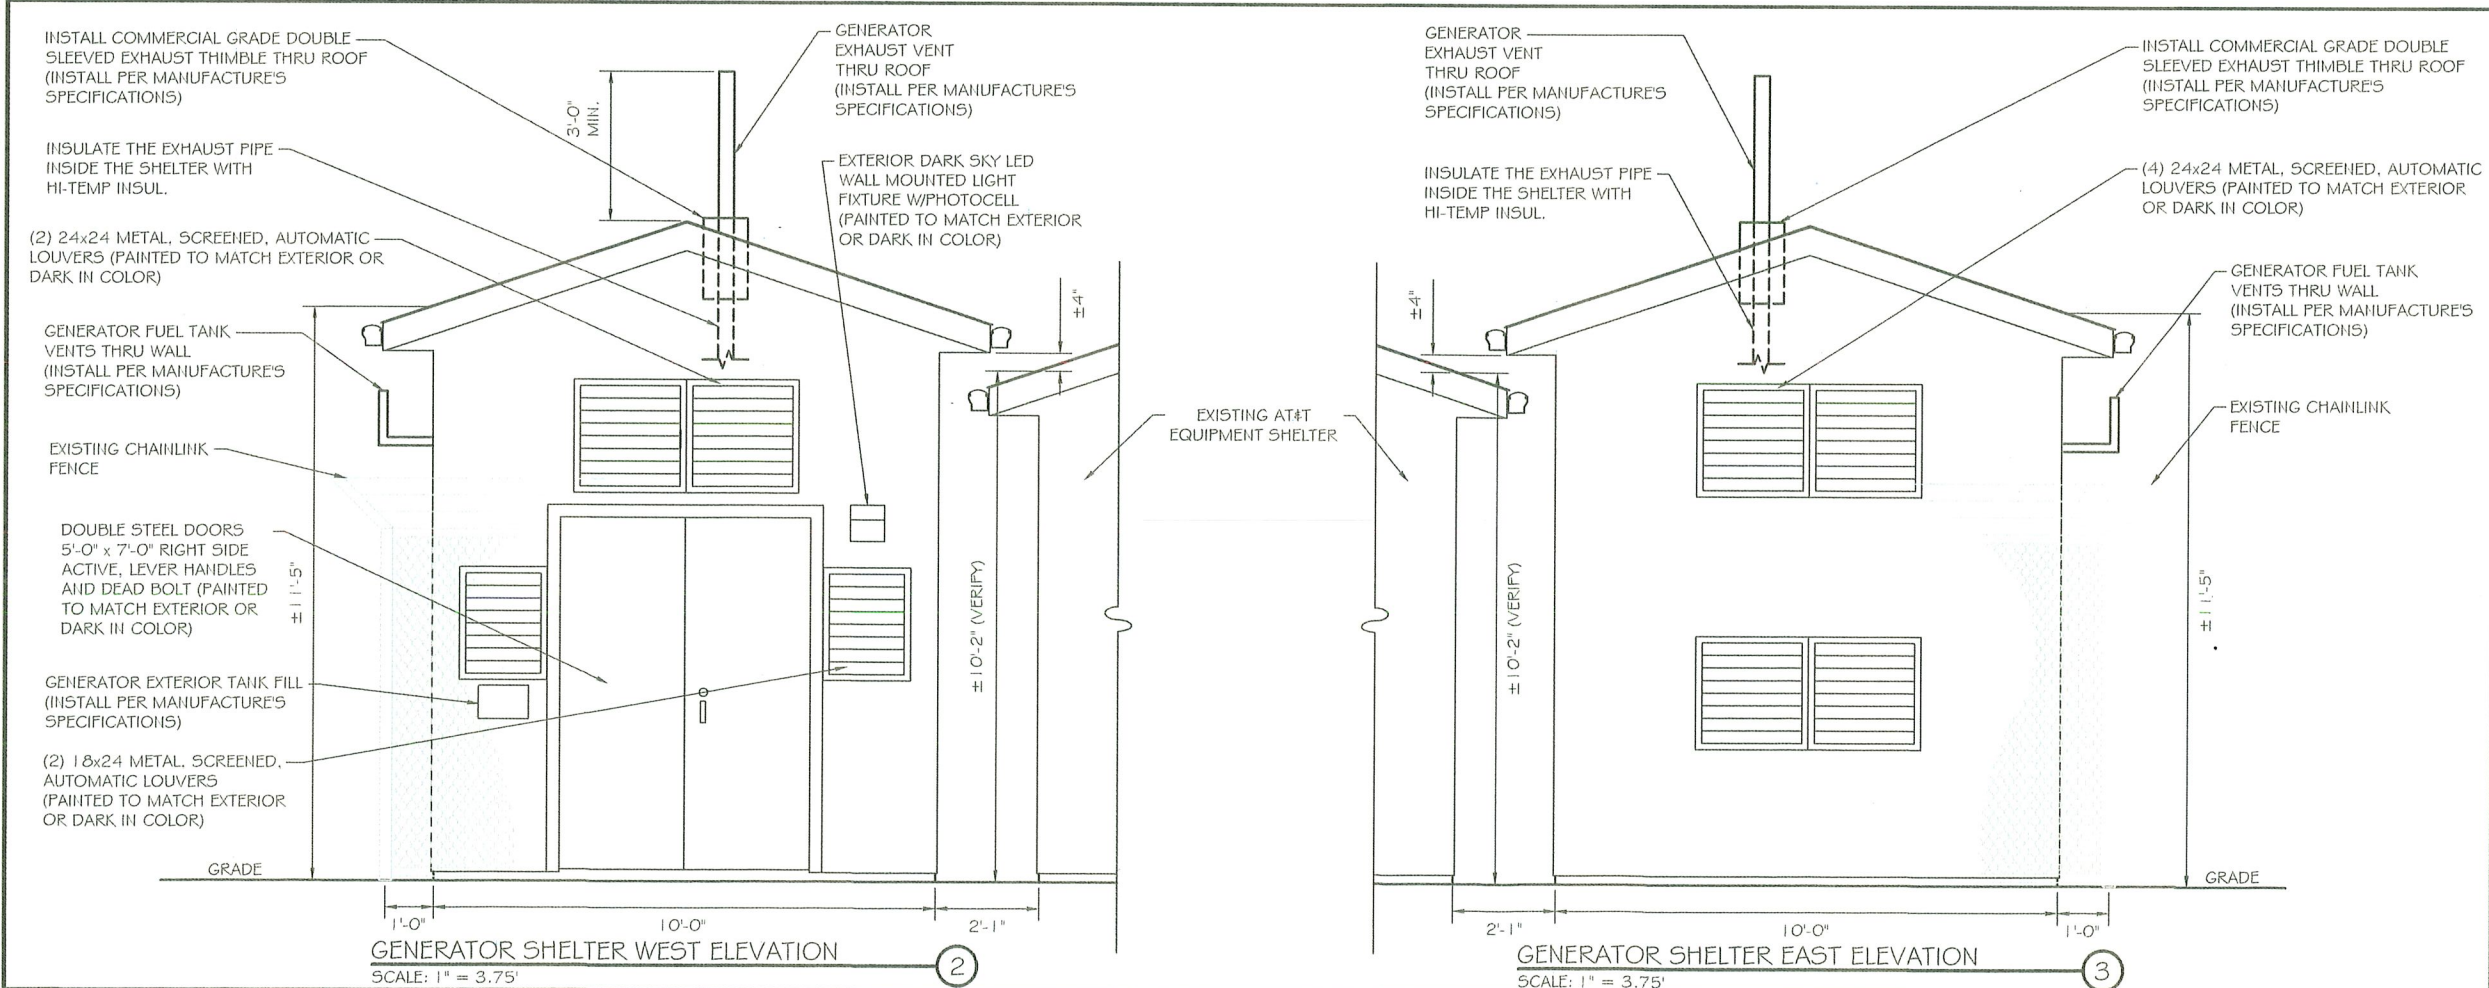 INSTALL COMMERCIAL GRADE DOUBLE
SLEEVED EXHAUST THIMBLE THRU ROOF
(INSTALL PER MANUFACTURE'S
SPECIFICATIONS)
INSULATE THE EXHAUST PIPE
INSIDE THE SHELTER WITH
HI-TEMP INSUL.
(2) 24x24 METAL, SCREENED, AUTOMATIC
LOUVERS (PAINTED TO MATCH EXTERIOR OR
DARK IN COLOR)
GENERATOR FUEL TANK
VENTS THRU WALL
(INSTALL PER MANUFACTURE'S
SPECIFICATIONS)
EXISTING CHAINLINK
FENCE
DOUBLE STEEL DOORS
5'-0" x 7'-0" RIGHT SIDE
ACTIVE, LEVER HANDLES
AND DEAD BOLT (PAINTED
TO MATCH EXTERIOR OR
DARK IN COLOR)
GENERATOR EXTERIOR TANK FILL
(INSTALL PER MANUFACTURE'S
SPECIFICATIONS)
(2) 18x24 METAL, SCREENED,
AUTOMATIC LOUVERS
(PAINTED TO MATCH EXTERIOR
OR DARK IN COLOR)
GRADE
±11'-5"
3'-0"
MIN.
GENERATOR
EXHAUST VENT
THRU ROOF
(INSTALL PER MANUFACTURE'S
SPECIFICATIONS)
EXTERIOR DARK SKY LED
WALL MOUNTED LIGHT
FIXTURE W/PHOTOCELL
(PAINTED TO MATCH EXTERIOR
OR DARK IN COLOR)
±4"
±10'-2" (VERIFY)
1'-0"
10'-0"
2'-1"
GENERATOR SHELTER WEST ELEVATION
SCALE: 1" = 3.75'
2
EXISTING AT&T
EQUIPMENT SHELTER
GENERATOR
EXHAUST VENT
THRU ROOF
(INSTALL PER MANUFACTURE'S
SPECIFICATIONS)
INSULATE THE EXHAUST PIPE
INSIDE THE SHELTER WITH
HI-TEMP INSUL.
±4"
±10'-2" (VERIFY)
INSTALL COMMERCIAL GRADE DOUBLE
SLEEVED EXHAUST THIMBLE THRU ROOF
(INSTALL PER MANUFACTURE'S
SPECIFICATIONS)
(4) 24x24 METAL, SCREENED, AUTOMATIC
LOUVERS (PAINTED TO MATCH EXTERIOR
OR DARK IN COLOR)
GENERATOR FUEL TANK
VENTS THRU WALL
(INSTALL PER MANUFACTURE'S
SPECIFICATIONS)
EXISTING CHAINLINK
FENCE
±11'-5"
GRADE
2'-1"
10'-0"
1'-0"
GENERATOR SHELTER EAST ELEVATION
SCALE: 1" = 3.75'
3